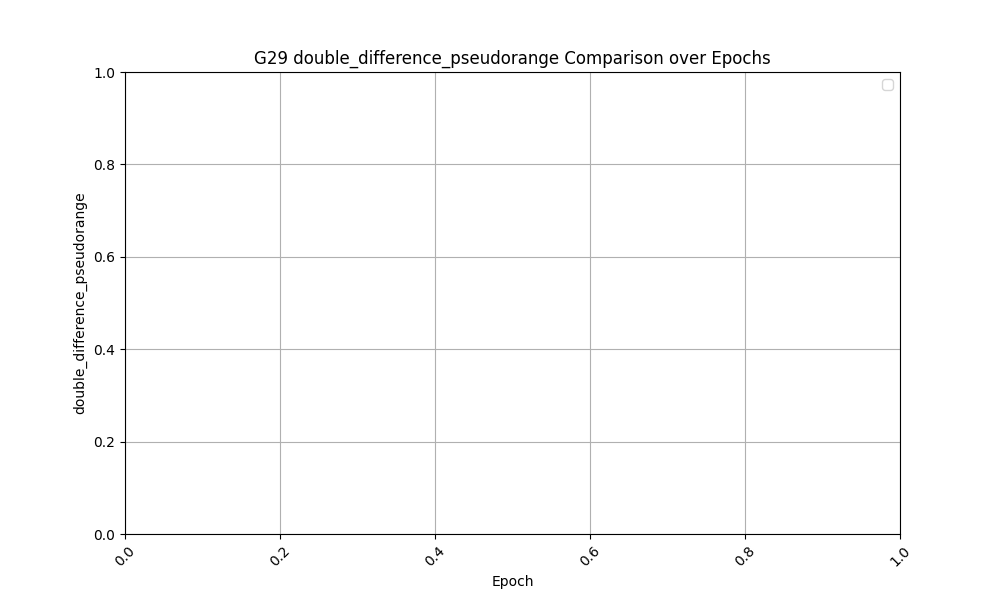 G29 double_difference_pseudorange Comparison over Epochs
1.0
0.8
0.6
0.4
0.2
0.0
double_difference_pseudorange
0.0 0.2 0.4 0.6 0.8 1.0
Epoch